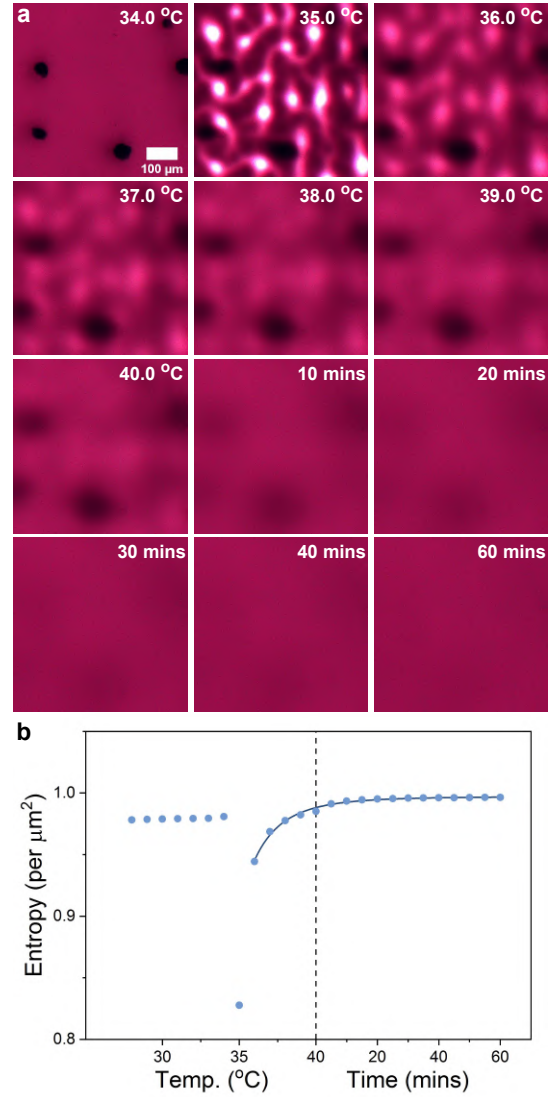 a
34.0 °C
35.0 °C
36.0 °C
100 µm
37.0 °C
38.0 °C
39.0 °C
40.0 °C
10 mins
20 mins
30 mins
40 mins
60 mins
b
1.0
0.9
0.8
Entropy (per µm²)
30 35 40 20 40 60
Temp. (°C) Time (mins)